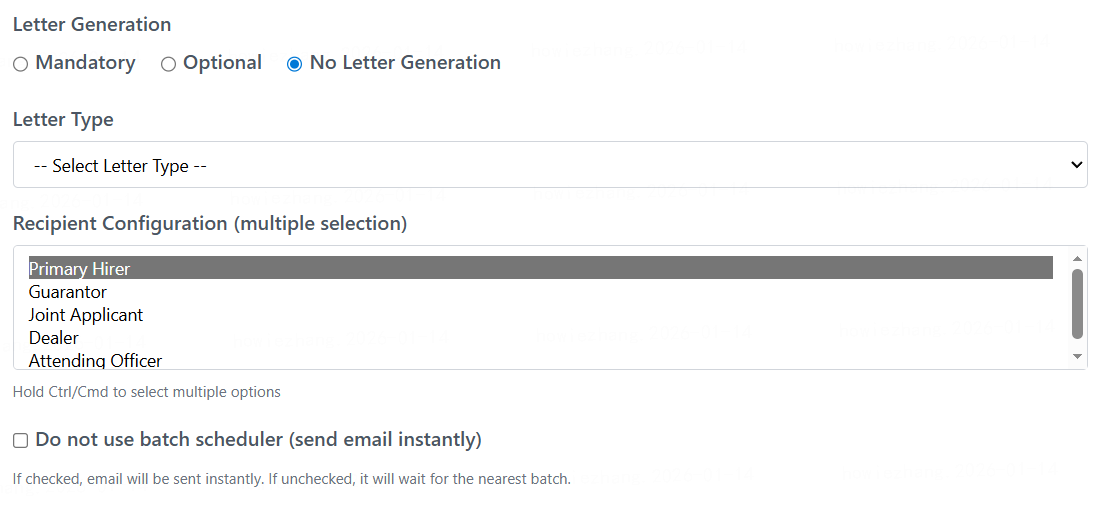 Letter Generation
Mandatory Optional No Letter Generation
Letter Type
-- Select Letter Type --
Recipient Configuration (multiple selection)
Primary Hirer
Guarantor
Joint Applicant
Dealer
Attending Officer
Hold Ctrl/Cmd to select multiple options
Do not use batch scheduler (send email instantly)
If checked, email will be sent instantly. If unchecked, it will wait for the nearest batch.